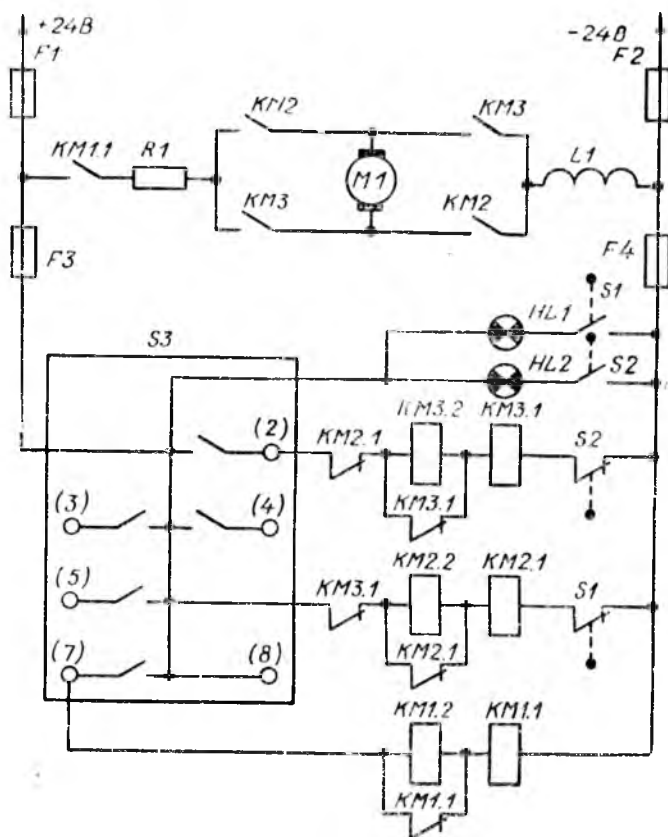 +24В
-24В
F1
F2
KM2
KM3
KM1.1
R1
L1
M1
KM3
KM2
F3
F4
S1
HL1
S3
HL2
S2
KM3.2
KM3.1
(2)
KM2.1
S2
(3)
(4)
KM3.1
KM2.2
KM2.1
(5)
KM3.1
S1
(7)
(8)
KM2.1
KM1.2
KM1.1
KM1.1